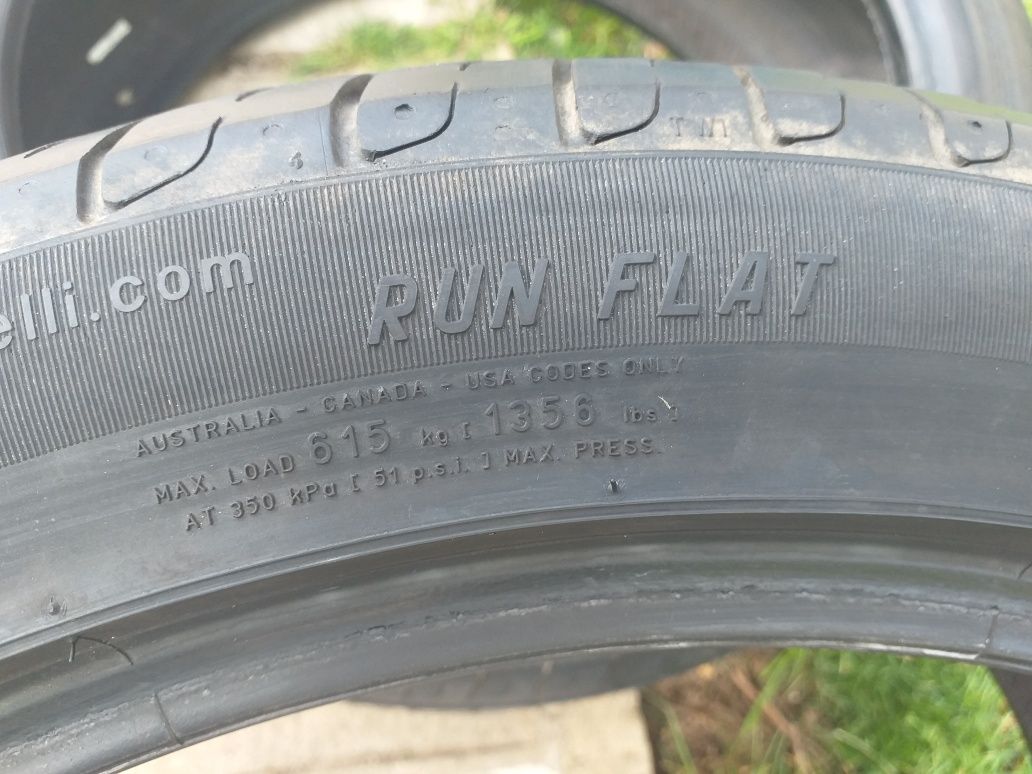 TWI
elli.com RUN FLAT
AUSTRALIA - CANADA - USA CODES ONLY
MAX. LOAD 615 kg [ 1356 lbs ]
AT 350 kPa [ 51 p.s.i. ] MAX. PRESS.